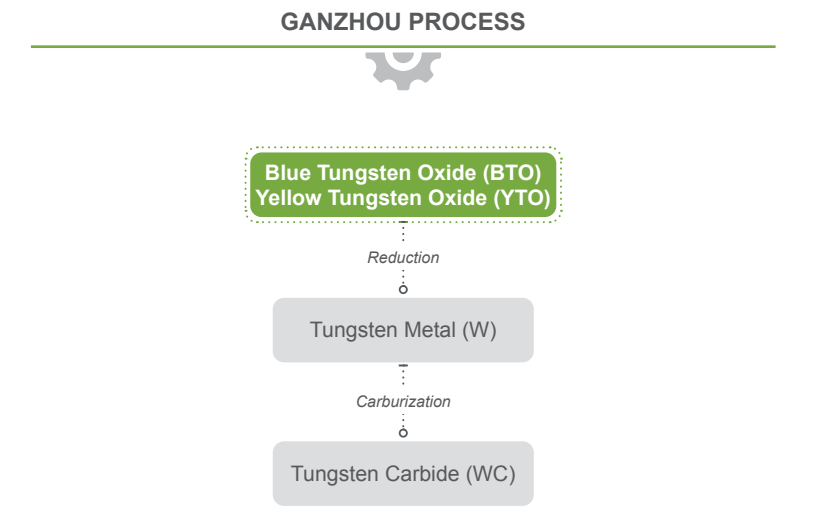 GANZHOU PROCESS
Blue Tungsten Oxide (BTO)
Yellow Tungsten Oxide (YTO)
Reduction
Tungsten Metal (W)
Carburization
Tungsten Carbide (WC)